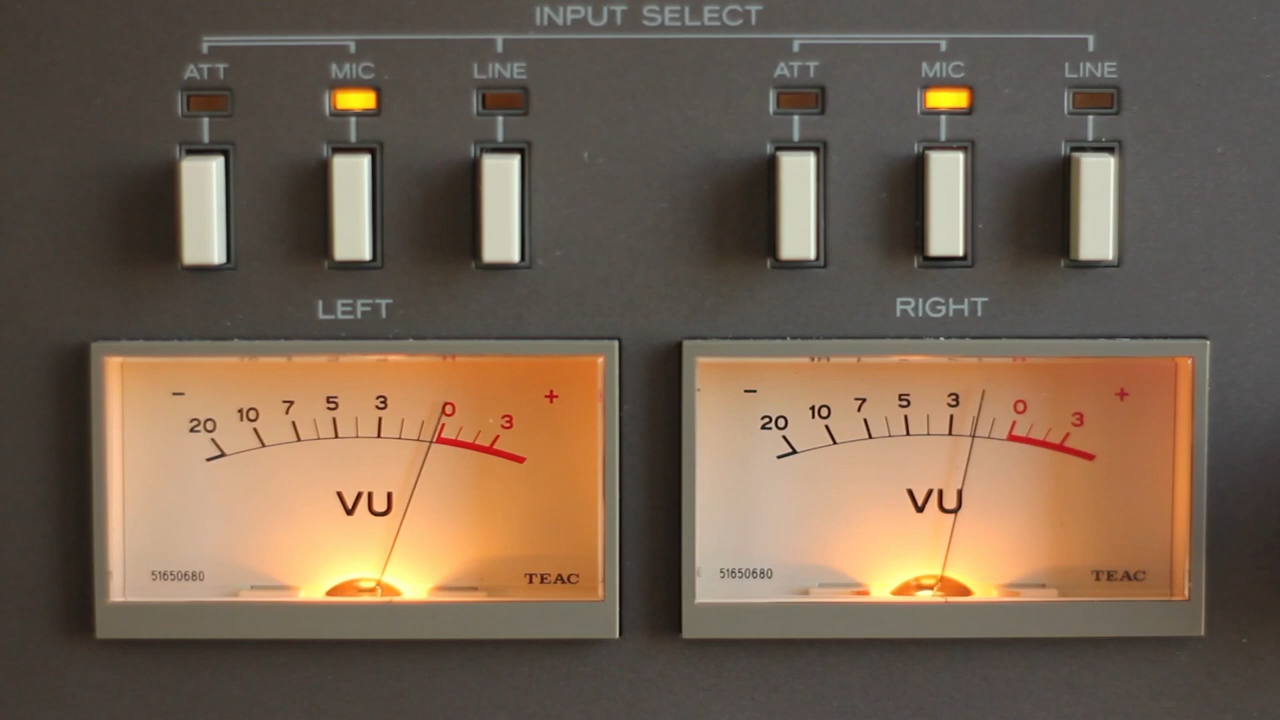 INPUT SELECT
ATT MIC LINE ATT MIC LINE
LEFT RIGHT
- 20 10 7 5 3 0 3 +
VU
51650680 TEAC
- 20 10 7 5 3 0 3 +
VU
51650680 TEAC